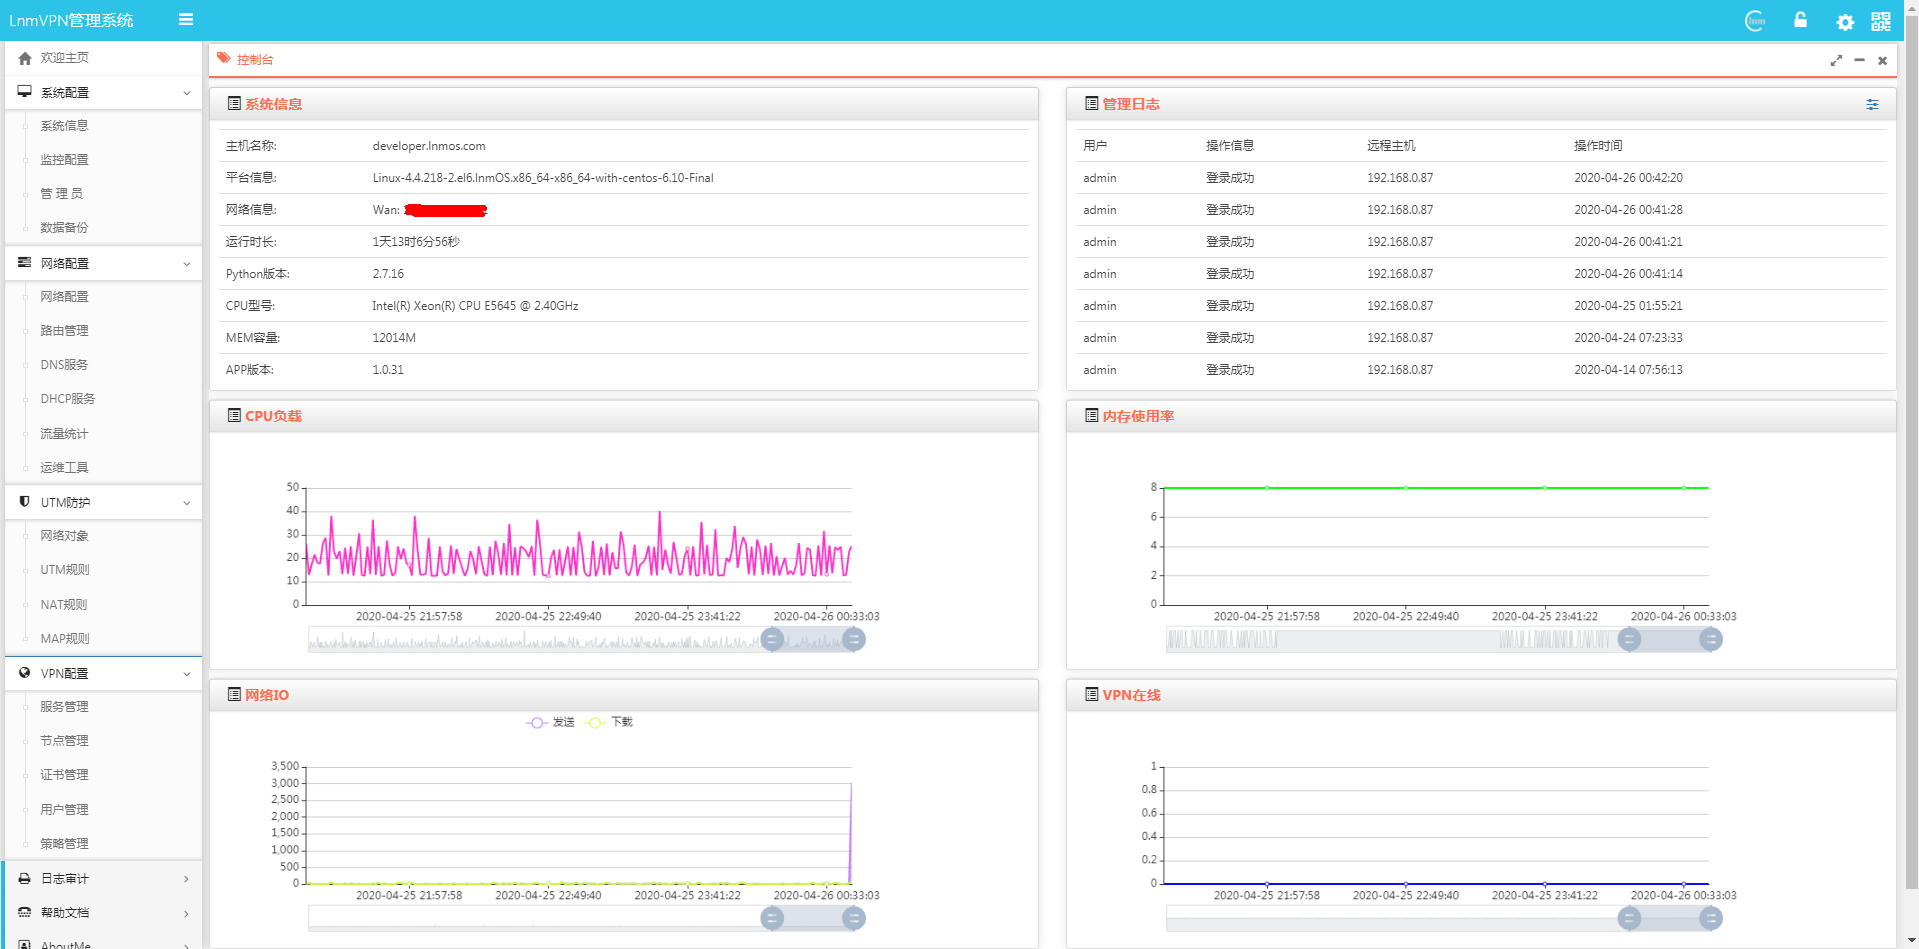 LnmVPN管理系统
lnm
欢迎主页
系统配置
系统信息
监控配置
管 理 员
数据备份
网络配置
网络配置
路由管理
DNS服务
DHCP服务
流量统计
运维工具
UTM防护
网络对象
UTM规则
NAT规则
MAP规则
VPN配置
服务管理
节点管理
证书管理
用户管理
策略管理
日志审计
帮助文档
AboutMe
控制台
系统信息
主机名称: developer.lnmos.com
平台信息: Linux-4.4.218-2.el6.lnmOS.x86_64-x86_64-with-centos-6.10-Final
网络信息: Wan:
运行时长: 1天13时6分56秒
Python版本: 2.7.16
CPU型号: Intel(R) Xeon(R) CPU E5645 @ 2.40GHz
MEM容量: 12014M
APP版本: 1.0.31
管理日志
用户 操作信息 远程主机 操作时间
admin 登录成功 192.168.0.87 2020-04-26 00:42:20
admin 登录成功 192.168.0.87 2020-04-26 00:41:28
admin 登录成功 192.168.0.87 2020-04-26 00:41:21
admin 登录成功 192.168.0.87 2020-04-26 00:41:14
admin 登录成功 192.168.0.87 2020-04-25 01:55:21
admin 登录成功 192.168.0.87 2020-04-24 07:23:33
admin 登录成功 192.168.0.87 2020-04-14 07:56:13
CPU负载
50
40
30
20
10
0
2020-04-25 21:57:58 2020-04-25 22:49:40 2020-04-25 23:41:22 2020-04-26 00:33:03
内存使用率
8
6
4
2
0
2020-04-25 21:57:58 2020-04-25 22:49:40 2020-04-25 23:41:22 2020-04-26 00:33:03
网络IO
发送 下载
3,500
3,000
2,500
2,000
1,500
1,000
500
0
2020-04-25 21:57:58 2020-04-25 22:49:40 2020-04-25 23:41:22 2020-04-26 00:33:03
VPN在线
1
0.8
0.6
0.4
0.2
0
2020-04-25 21:57:58 2020-04-25 22:49:40 2020-04-25 23:41:22 2020-04-26 00:33:03